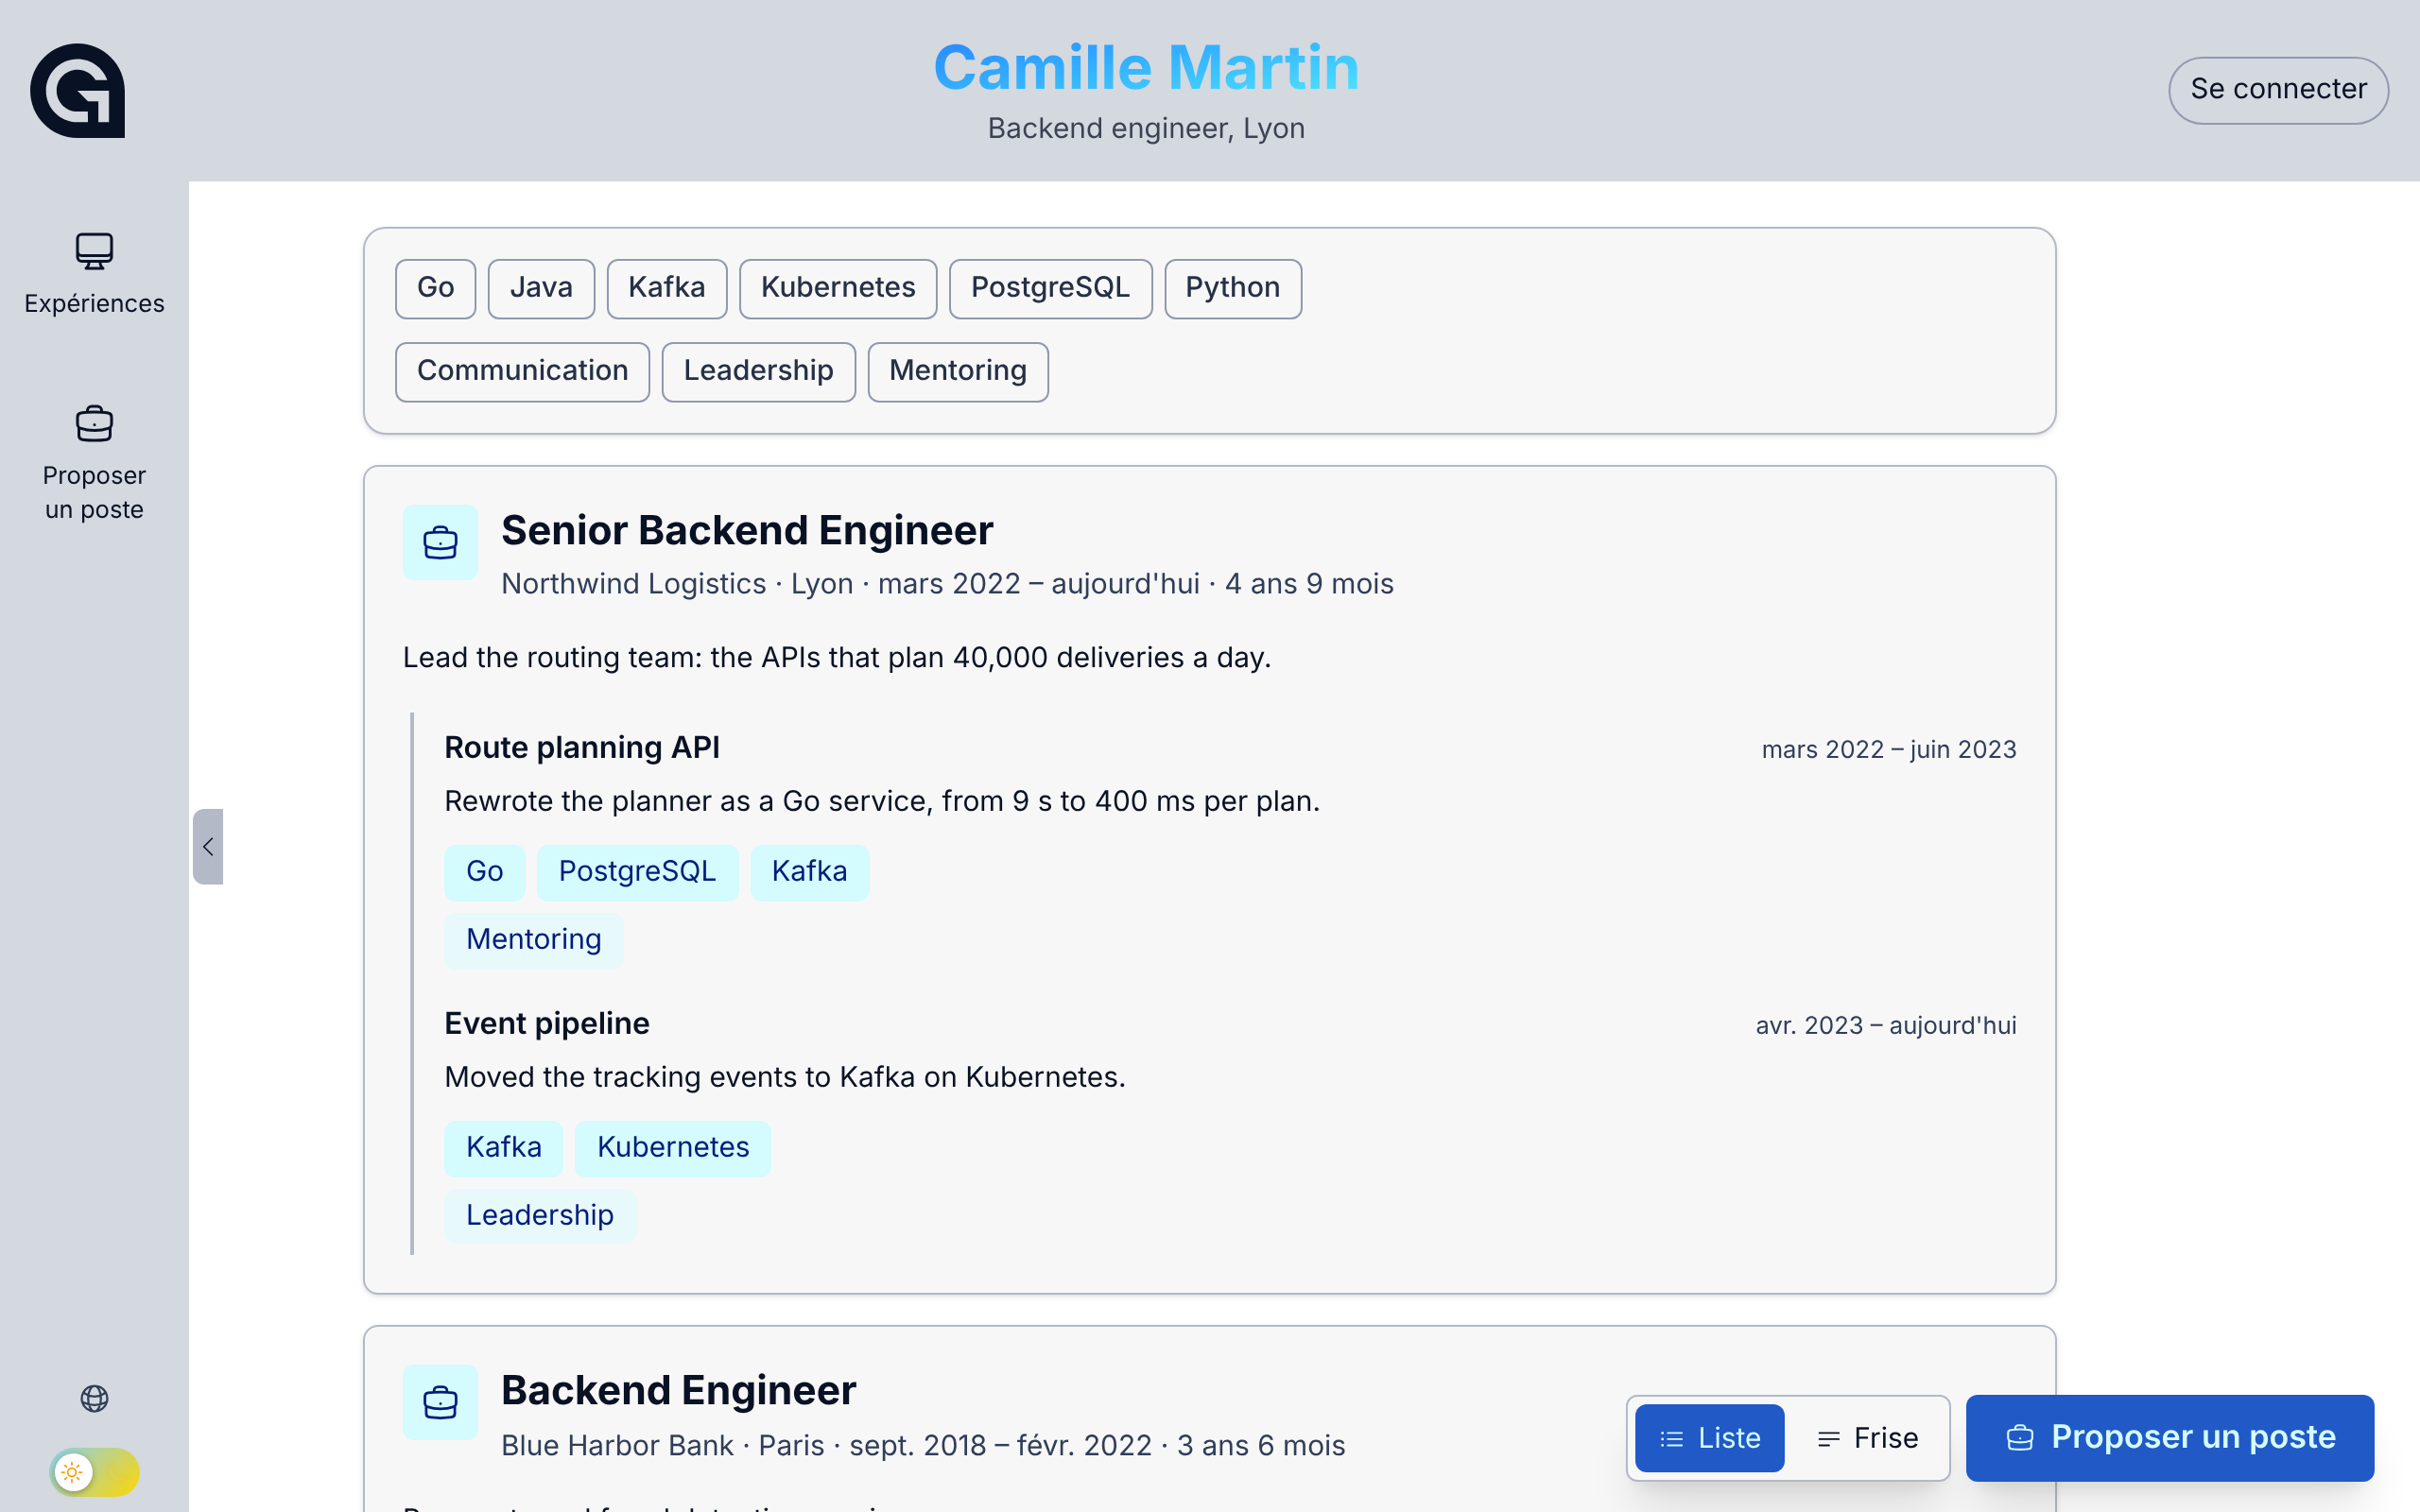 Camille Martin
Backend engineer, Lyon
Se connecter
Expériences
Proposer
un poste
Go Java Kafka Kubernetes PostgreSQL Python
Communication Leadership Mentoring
Senior Backend Engineer
Northwind Logistics · Lyon · mars 2022 – aujourd'hui · 4 ans 9 mois
Lead the routing team: the APIs that plan 40,000 deliveries a day.
Route planning API mars 2022 – juin 2023
Rewrote the planner as a Go service, from 9 s to 400 ms per plan.
Go PostgreSQL Kafka
Mentoring
Event pipeline avr. 2023 – aujourd'hui
Moved the tracking events to Kafka on Kubernetes.
Kafka Kubernetes
Leadership
Backend Engineer
Blue Harbor Bank · Paris · sept. 2018 – févr. 2022 · 3 ans 6 mois
Liste Frise Proposer un poste